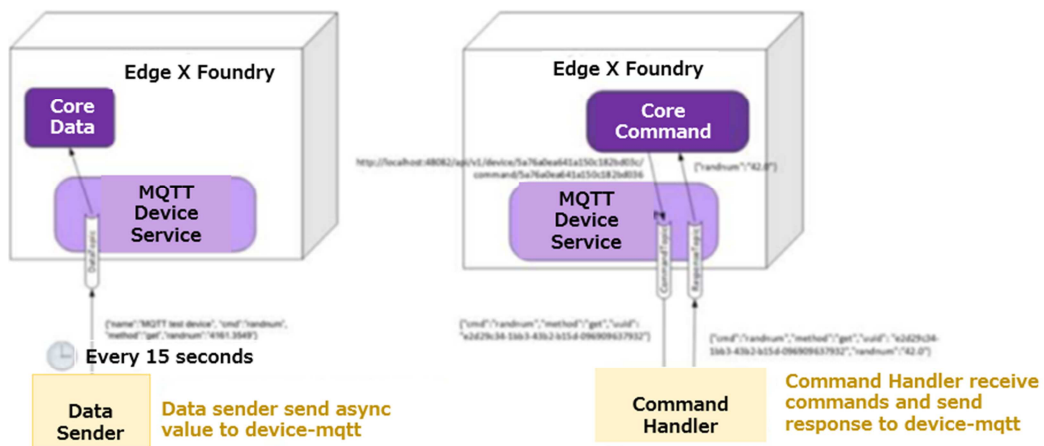 Edge X Foundry
Core
Data
MQTT
Device
Service
DataTopic
{"name":"MQTT test device", "cmd":"randnum",
"method":"get","randnum":"4161.3549"}
Every 15 seconds
Data
Sender
Data sender send async
value to device-mqtt
Edge X Foundry
Core
Command
http://localhost:48082/api/v1/device/5a76a0ea641a150c182bd03c/
command/5a76a0ea641a150c182bd036
{"randnum":"42.0"}
MQTT
Device
Service
CommandTopic
ResponseTopic
{"cmd":"randnum","method":"get","uuid":
"e2d29c34-1bb3-43b2-b15d-096909637932"}
{"cmd":"randnum","method":"get","uuid": "e2d29c34-
1bb3-43b2-b15d-096909637932","randnum":"42.0"}
Command
Handler
Command Handler receive
commands and send
response to device-mqtt